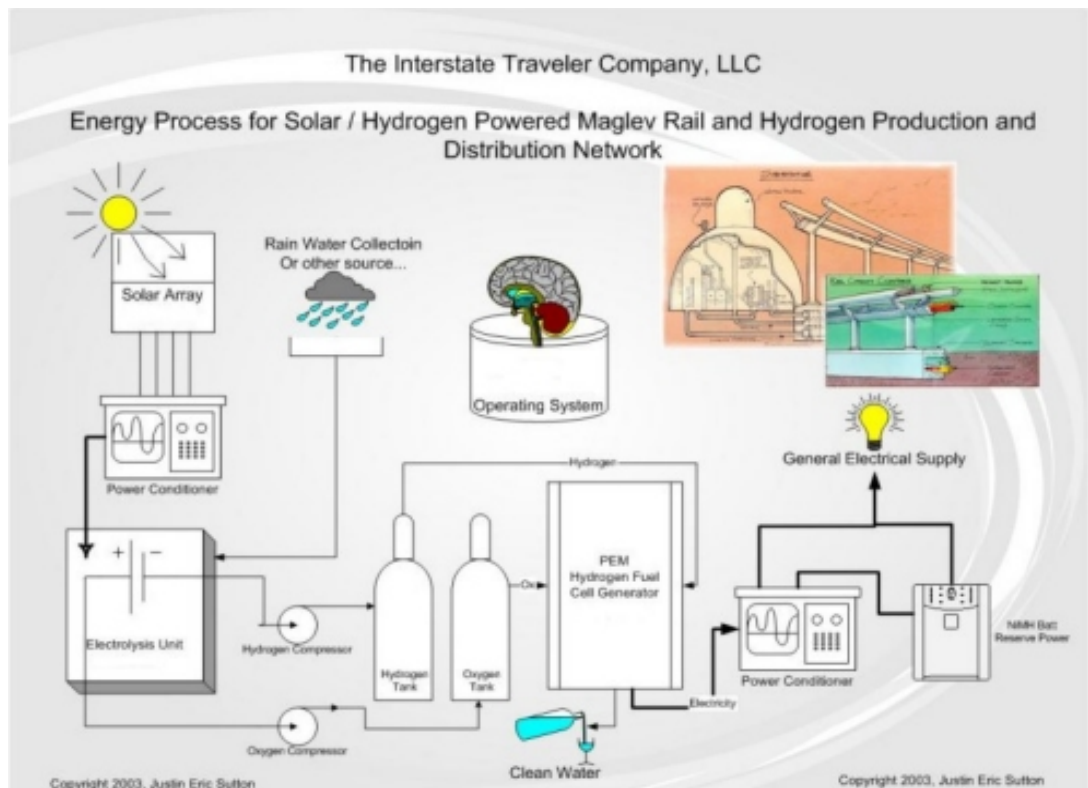 The Interstate Traveler Company, LLC
Energy Process for Solar / Hydrogen Powered Maglev Rail and Hydrogen Production and
Distribution Network
Solar Array
Rain Water Collectoin
Or other source...
Operating System
General Electrical Supply
Power Conditioner
Hydrogen
PEM
Hydrogen Fuel
Cell Generator
+ −
Electrolysis Unit
Hydrogen Compressor
Hydrogen
Tank
Oxygen
Tank
Ox
NiMH Batt
Reserve Power
Power Conditioner
Electricity
Oxygen Compressor
Clean Water
Copyright 2003, Justin Eric Sutton
Copyright 2003, Justin Eric Sutton